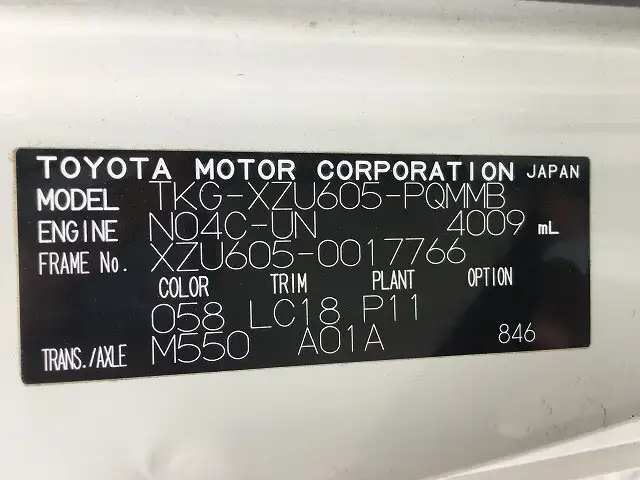 TOYOTA MOTOR CORPORATION JAPAN
MODEL TKG-XZU605-PQMMB
ENGINE N04C-UN 4009 mL
FRAME No. XZU605-0017766
COLOR TRIM PLANT OPTION
058 LC18 P11
TRANS./AXLE M550 A01A 846